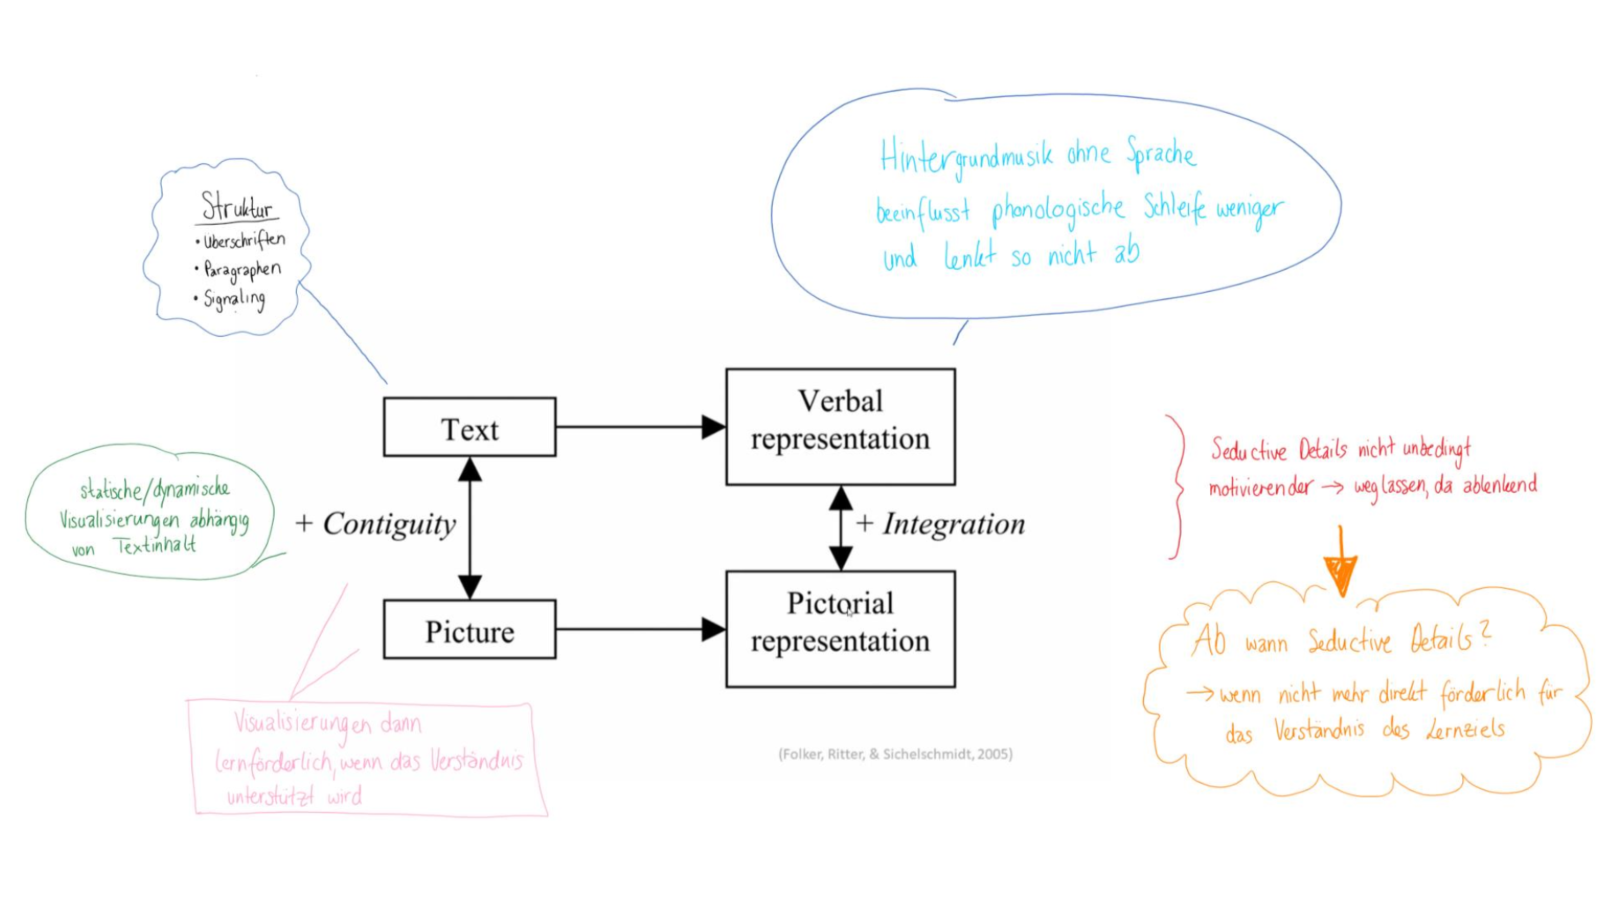 Hintergrundmusik ohne Sprache
beeinflusst phonologische Schleife weniger
und lenkt so nicht ab
Struktur
• Überschriften
• Paragraphen
• Signaling
Text
Verbal
representation
statische/dynamische
Visualisierungen abhängig
von Textinhalt
+ Contiguity
+ Integration
Seductive Details nicht unbedingt
motivierender → weglassen, da ablenkend
Picture
Pictorial
representation
Ab wann Seductive Details?
→ wenn nicht mehr direkt förderlich für
das Verständnis des Lernziels
Visualisierungen dann
lernförderlich, wenn das Verständnis
unterstützt wird
(Folker, Ritter, & Sichelschmidt, 2005)